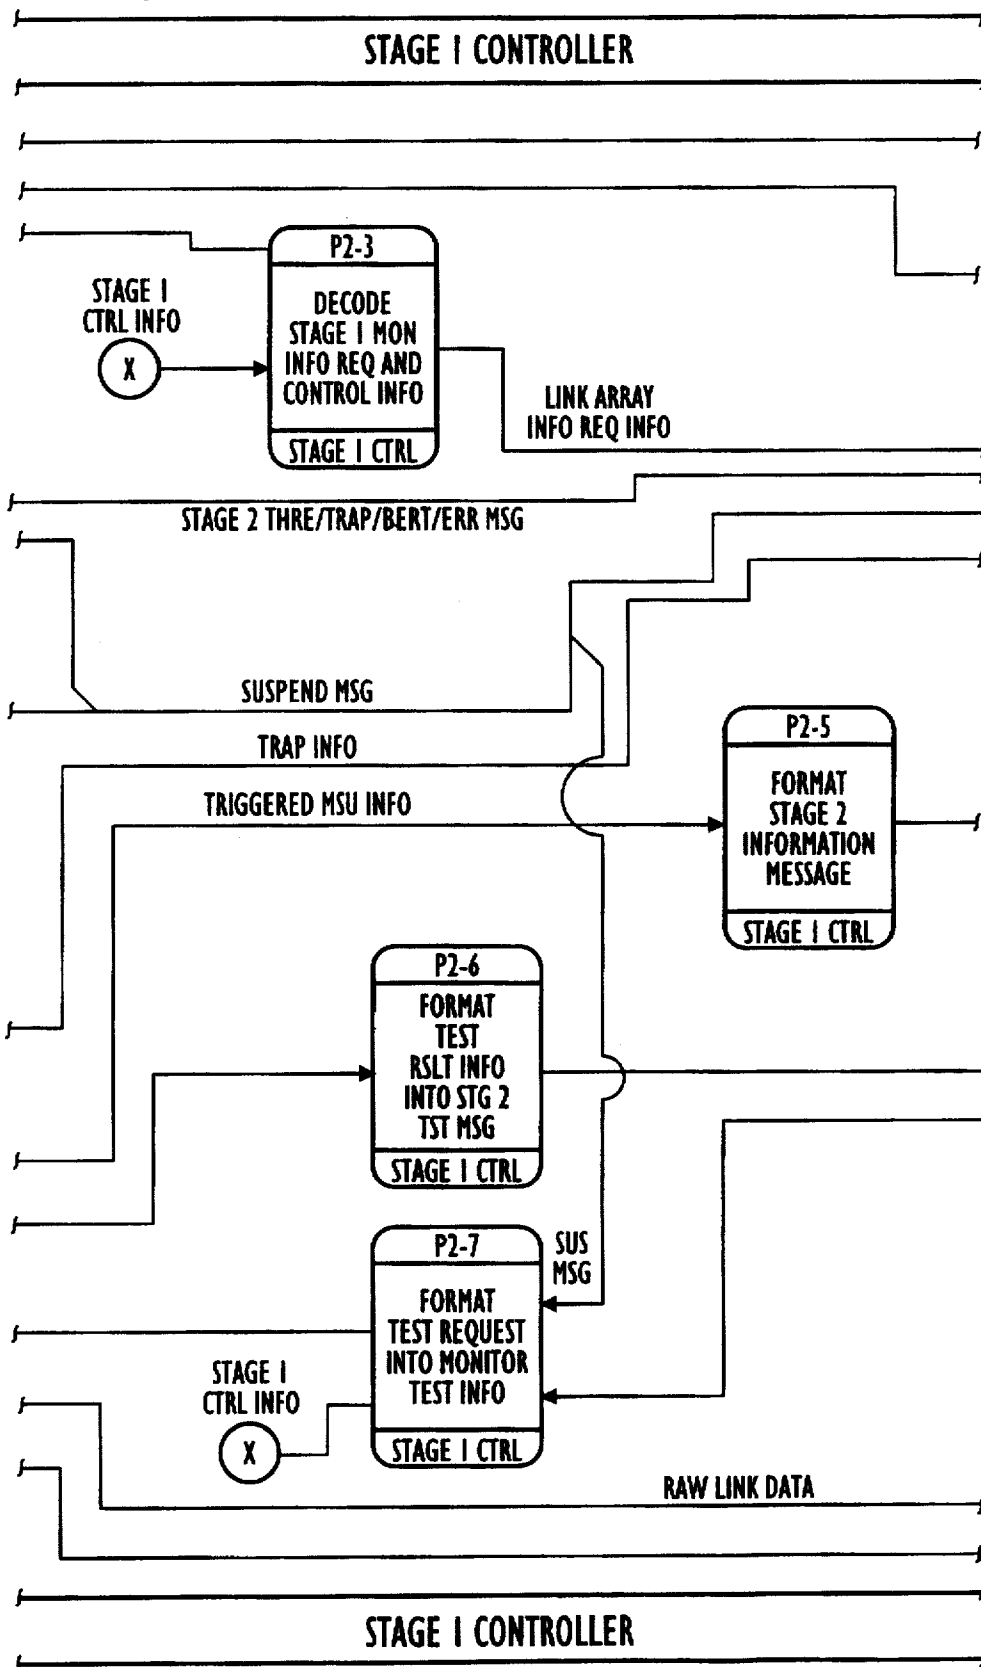 STAGE 1 CONTROLLER
P2-3
DECODE
STAGE 1 MON
INFO REQ AND
CONTROL INFO
STAGE 1 CTRL
STAGE 1
CTRL INFO
X
LINK ARRAY
INFO REQ INFO
STAGE 2 THRE/TRAP/BERT/ERR MSG
SUSPEND MSG
TRAP INFO
TRIGGERED MSU INFO
P2-5
FORMAT
STAGE 2
INFORMATION
MESSAGE
STAGE 1 CTRL
P2-6
FORMAT
TEST
RSLT INFO
INTO STG 2
TST MSG
STAGE 1 CTRL
P2-7
FORMAT
TEST REQUEST
INTO MONITOR
TEST INFO
STAGE 1 CTRL
SUS
MSG
STAGE 1
CTRL INFO
X
RAW LINK DATA
STAGE 1 CONTROLLER